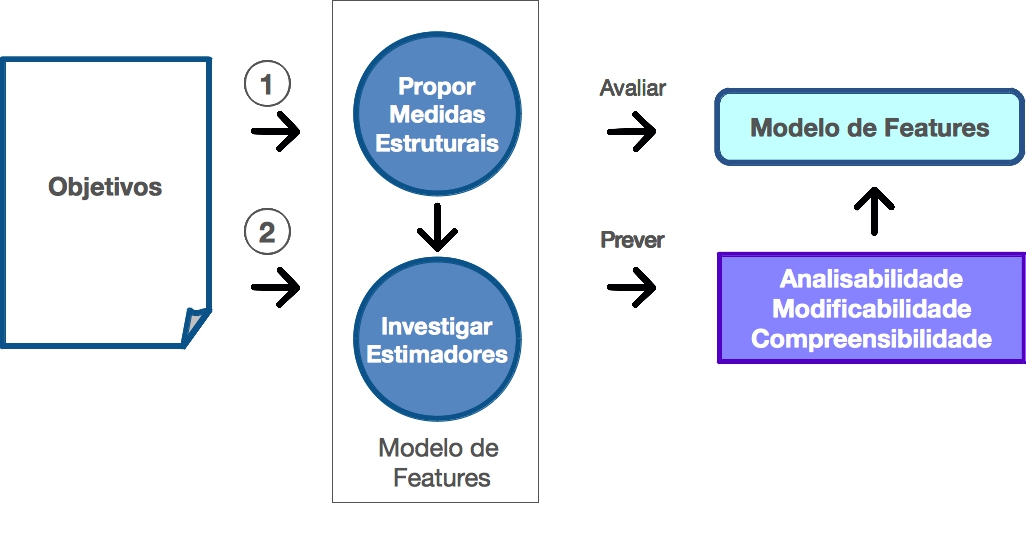 Objetivos
1
2
Propor
Medidas
Estruturais
Investigar
Estimadores
Modelo de
Features
Avaliar
Prever
Modelo de Features
Analisabilidade
Modificabilidade
Compreensibilidade